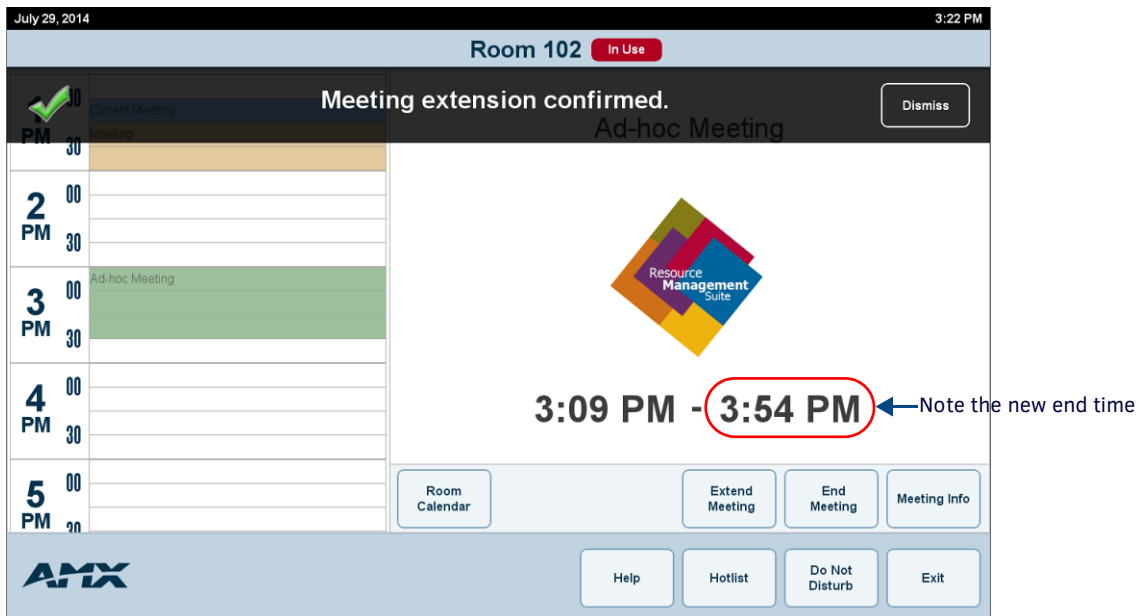 July 29, 2014
3:22 PM
Room 102
In Use
Meeting extension confirmed.
Dismiss
Ad-hoc Meeting
Current Meeting
Meeting
PM
30
30
2
PM
00
30
Ad-hoc Meeting
3
PM
00
30
4
PM
00
30
5
PM
00
30
Resource
Management
Suite
3:09 PM - 3:54 PM
Note the new end time
Room
Calendar
Extend
Meeting
End
Meeting
Meeting Info
AMX
Help
Hotlist
Do Not
Disturb
Exit